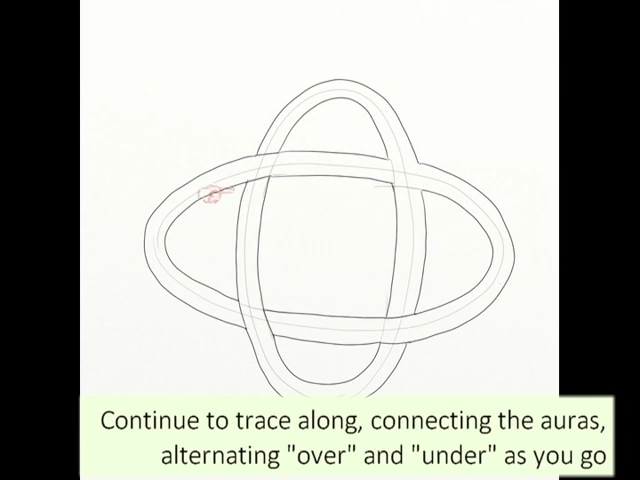 Continue to trace along, connecting the auras,
alternating "over" and "under" as you go